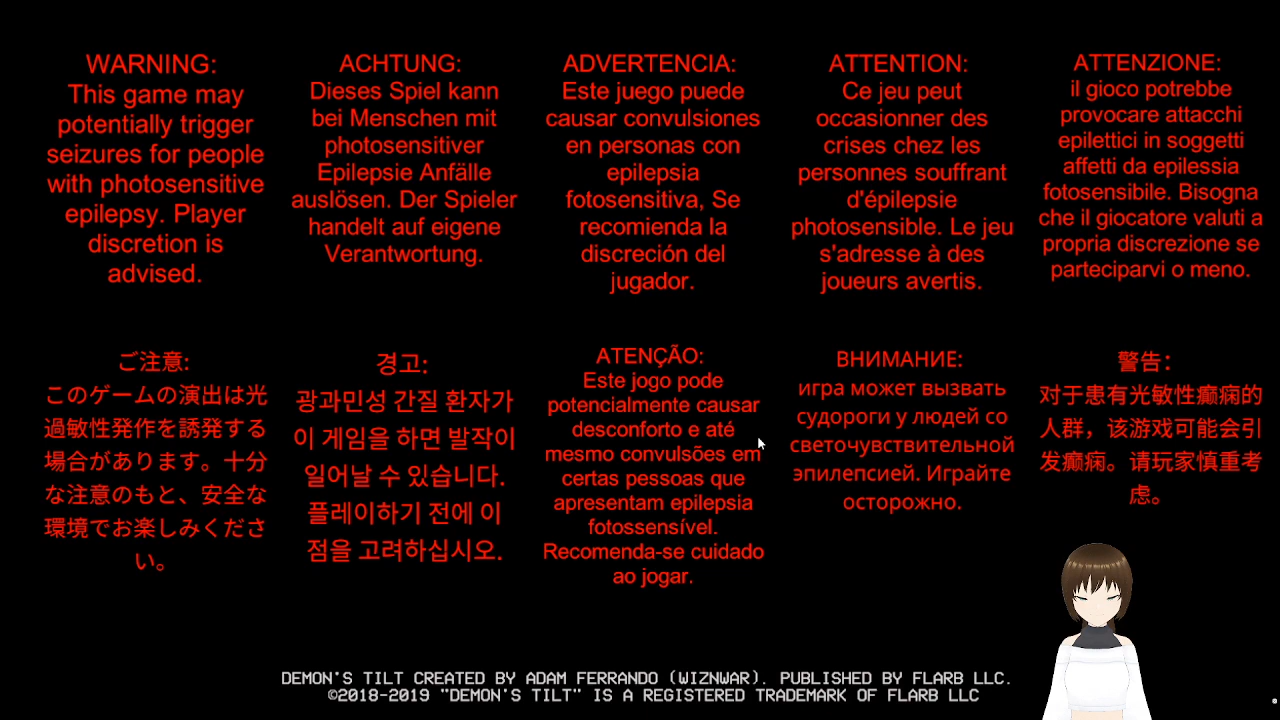 WARNING:
This game may
potentially trigger
seizures for people
with photosensitive
epilepsy. Player
discretion is
advised.
ACHTUNG:
Dieses Spiel kann
bei Menschen mit
photosensitiver
Epilepsie Anfälle
auslösen. Der Spieler
handelt auf eigene
Verantwortung.
ADVERTENCIA:
Este juego puede
causar convulsiones
en personas con
epilepsia
fotosensitiva, Se
recomienda la
discreción del
jugador.
ATTENTION:
Ce jeu peut
occasionner des
crises chez les
personnes souffrant
d'épilepsie
photosensible. Le jeu
s'adresse à des
joueurs avertis.
ATTENZIONE:
il gioco potrebbe
provocare attacchi
epilettici in soggetti
affetti da epilessia
fotosensibile. Bisogna
che il giocatore valuti a
propria discrezione se
parteciparvi o meno.
ご注意:
このゲームの演出は光
過敏性発作を誘発する
場合があります。十分
な注意のもと、安全な
環境でお楽しみくださ
い。
경고:
광과민성 간질 환자가
이 게임을 하면 발작이
일어날 수 있습니다.
플레이하기 전에 이
점을 고려하십시오.
ATENÇÃO:
Este jogo pode
potencialmente causar
desconforto e até
mesmo convulsões em
certas pessoas que
apresentam epilepsia
fotossensível.
Recomenda-se cuidado
ao jogar.
ВНИМАНИЕ:
игра может вызвать
судороги у людей со
светочувствительной
эпилепсией. Играйте
осторожно.
警告：
对于患有光敏性癫痫的
人群，该游戏可能会引
发癫痫。请玩家慎重考
虑。
DEMON'S TILT CREATED BY ADAM FERRANDO (WIZNWAR). PUBLISHED BY FLARB LLC.
©2018-2019 "DEMON'S TILT" IS A REGISTERED TRADEMARK OF FLARB LLC